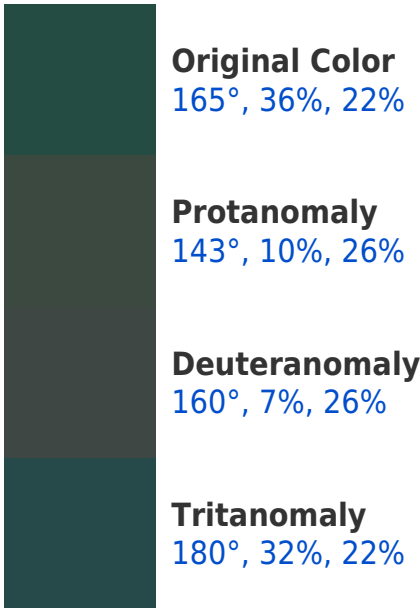 Original Color
165°, 36%, 22%
Protanomaly
143°, 10%, 26%
Deuteranomaly
160°, 7%, 26%
Tritanomaly
180°, 32%, 22%